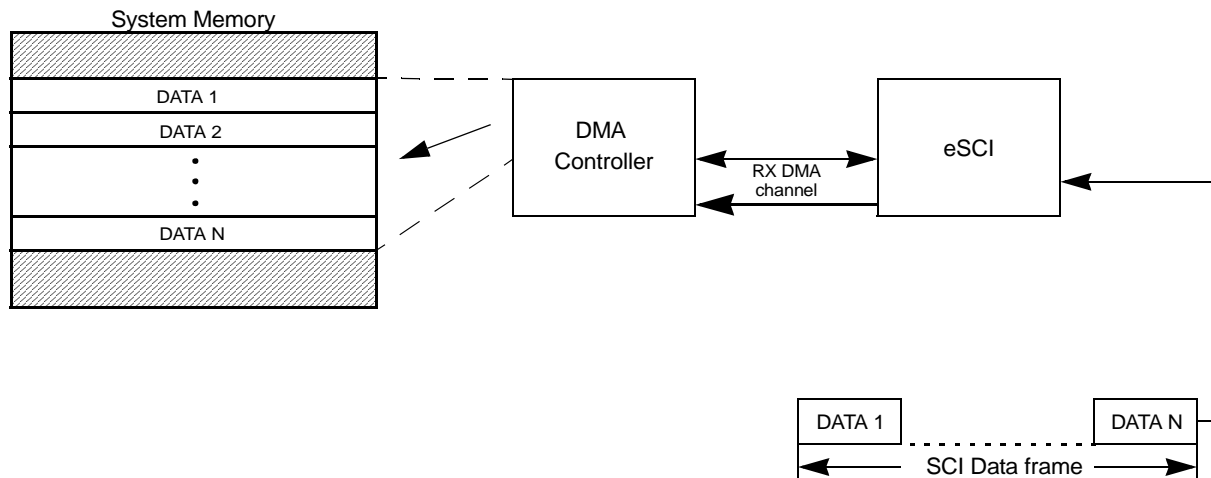 System Memory
DATA 1
DATA 2
DATA N
DMA
Controller
RX DMA
channel
eSCI
DATA 1
DATA N
SCI Data frame